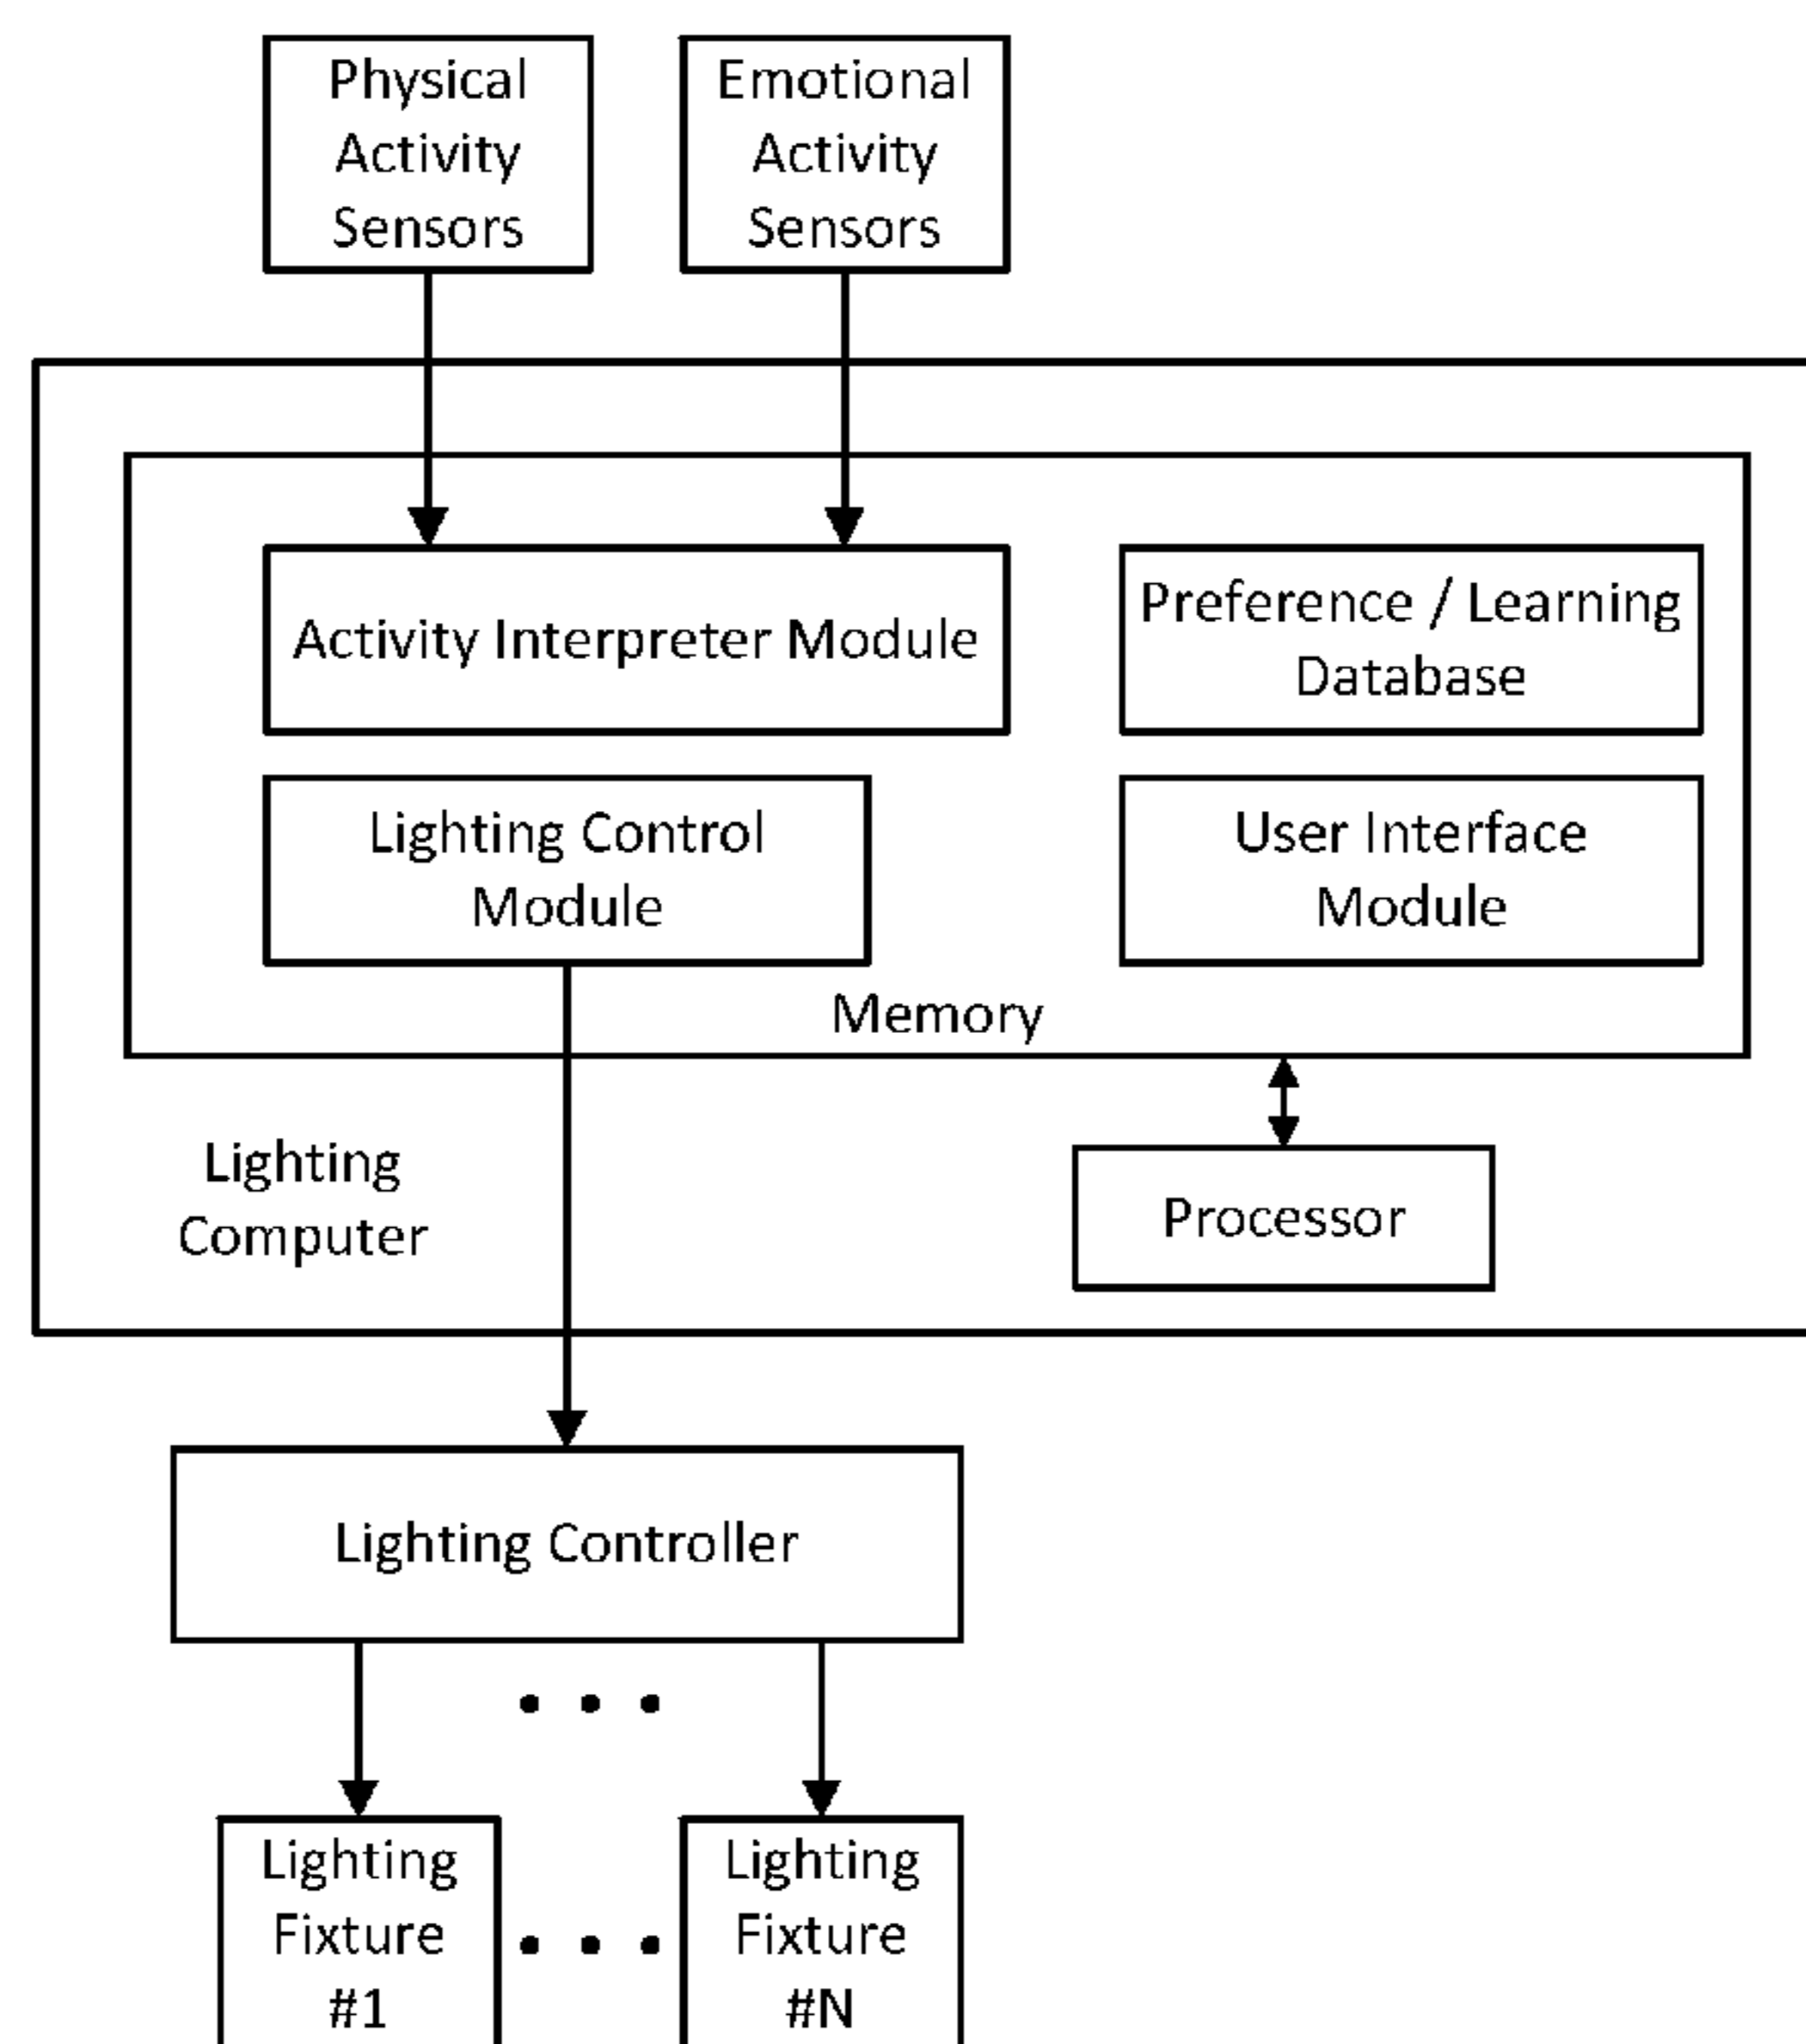 Physical
Activity
Sensors
Emotional
Activity
Sensors
Activity Interpreter Module
Preference / Learning
Database
Lighting Control
Module
User Interface
Module
Memory
Lighting
Computer
Processor
Lighting Controller
• • •
Lighting
Fixture
#1
• • •
Lighting
Fixture
#N